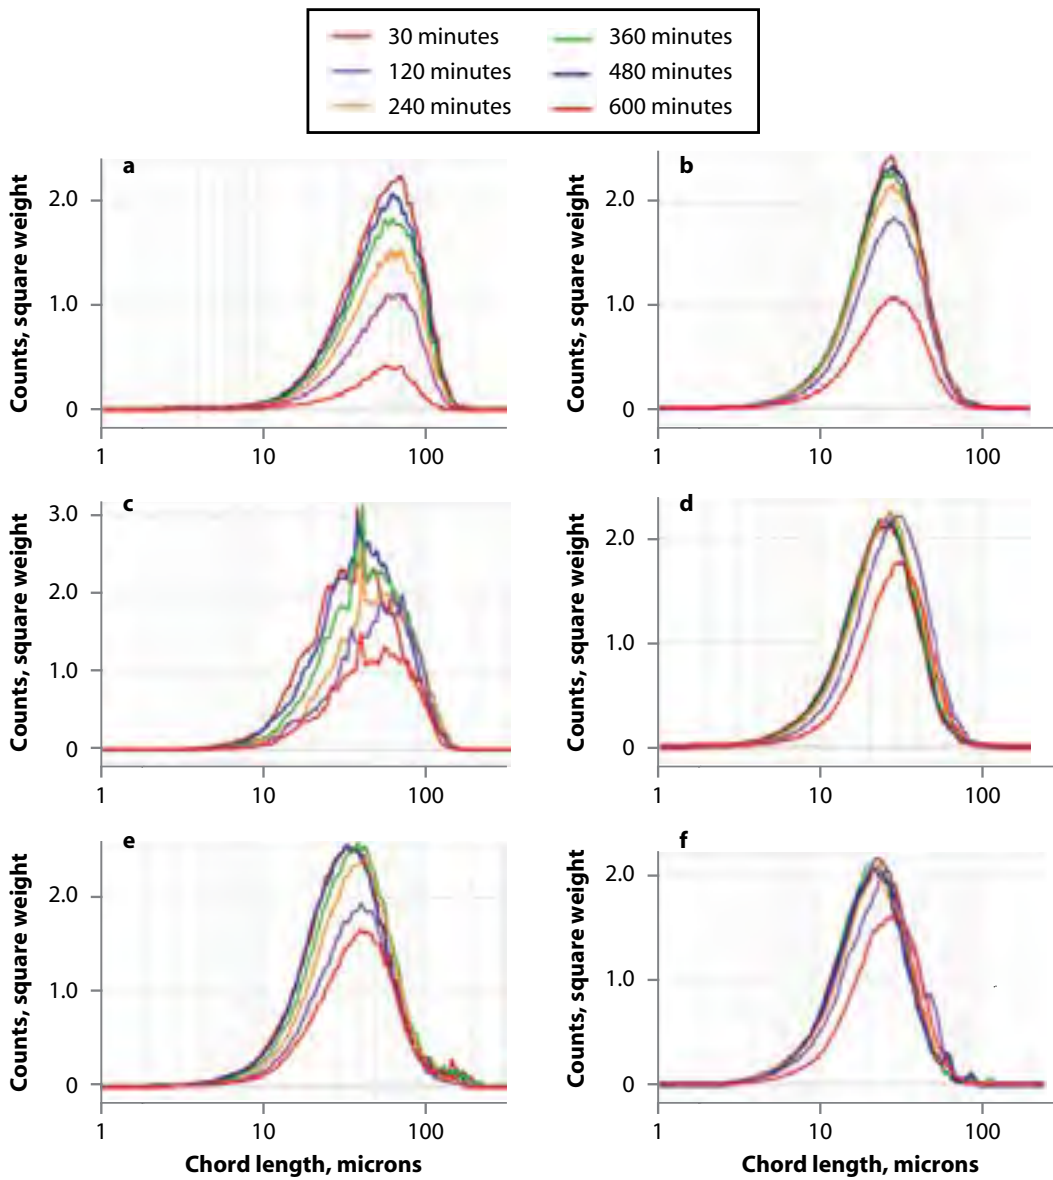 30 minutes
360 minutes
120 minutes
480 minutes
240 minutes
600 minutes
a
Counts, square weight
2.0
1.0
0
1
10
100
b
Counts, square weight
2.0
1.0
0
1
10
100
c
Counts, square weight
3.0
2.0
1.0
0
1
10
100
d
Counts, square weight
2.0
1.0
0
1
10
100
e
Counts, square weight
2.0
1.0
0
1
10
100
Chord length, microns
f
Counts, square weight
2.0
1.0
0
1
10
100
Chord length, microns